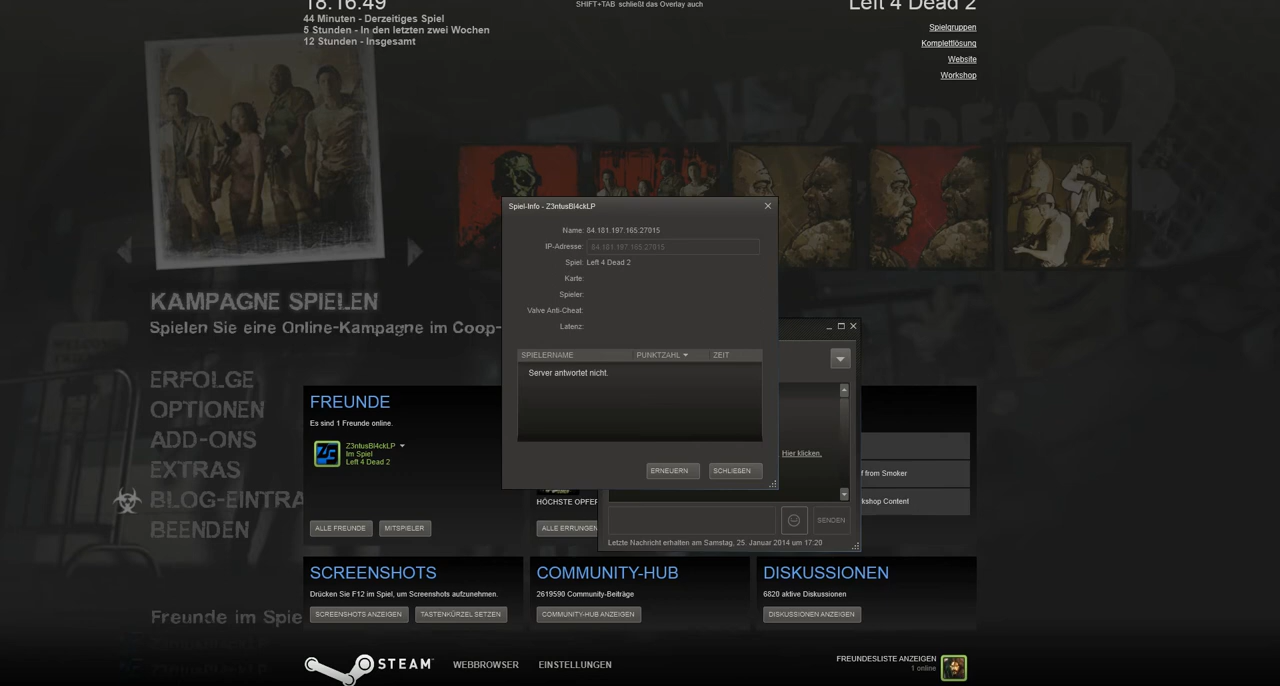 18:16:49
SHIFT+TAB schließt das Overlay auch
Left 4 Dead 2
44 Minuten - Derzeitiges Spiel
5 Stunden - In den letzten zwei Wochen
12 Stunden - Insgesamt
Spielgruppen
Komplettlösung
Website
Workshop
Spiel-Info - Z3ntusBl4ckLP
Name: 84.181.197.165:27015
IP-Adresse: 84.181.197.165:27015
Spiel: Left 4 Dead 2
Karte:
Spieler:
Valve Anti-Cheat:
Latenz:
SPIELERNAME PUNKTZAHL ZEIT
Server antwortet nicht.
ERNEUERN SCHLIEßEN
KAMPAGNE SPIELEN
Spielen Sie eine Online-Kampagne im Coop-
ERFOLGE
OPTIONEN
ADD-ONS
EXTRAS
BLOG-EINTRA
BEENDEN
Freunde im Spie
FREUNDE
Es sind 1 Freunde online.
Z3ntusBl4ckLP
Im Spiel
Left 4 Dead 2
ALLE FREUNDE MITSPIELER
HÖCHSTE OPFER
ALLE ERRUNGEN
Hier klicken.
SENDEN
Letzte Nachricht erhalten am Samstag, 25. Januar 2014 um 17:20
f from Smoker
kshop Content
SCREENSHOTS
Drücken Sie F12 im Spiel, um Screenshots aufzunehmen.
SCREENSHOTS ANZEIGEN TASTENKÜRZEL SETZEN
COMMUNITY-HUB
2619590 Community-Beiträge
COMMUNITY-HUB ANZEIGEN
DISKUSSIONEN
6820 aktive Diskussionen
DISKUSSIONEN ANZEIGEN
STEAM WEBBROWSER EINSTELLUNGEN
FREUNDESLISTE ANZEIGEN
1 online